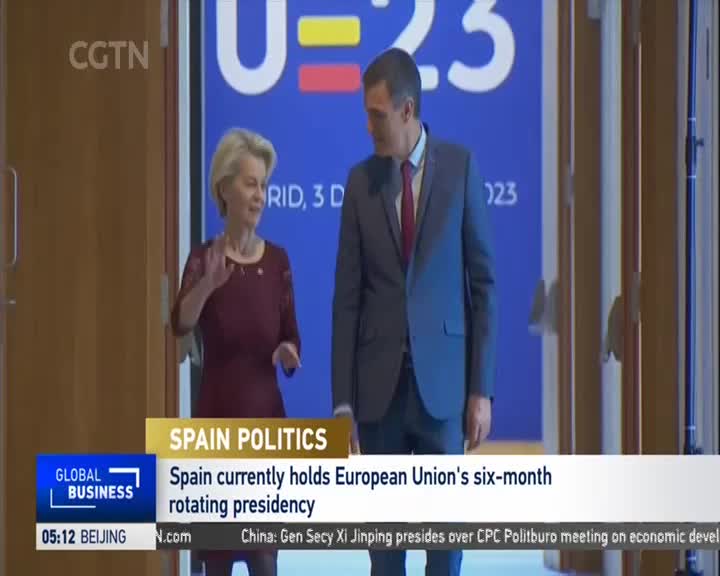 CGTN
UE23
RID, 3 D
023
SPAIN POLITICS
Spain currently holds European Union's six-month
rotating presidency
GLOBAL
BUSINESS
05:12 BEIJING
N.com China: Gen Secy Xi Jinping presides over CPC Politburo meeting on economic devel